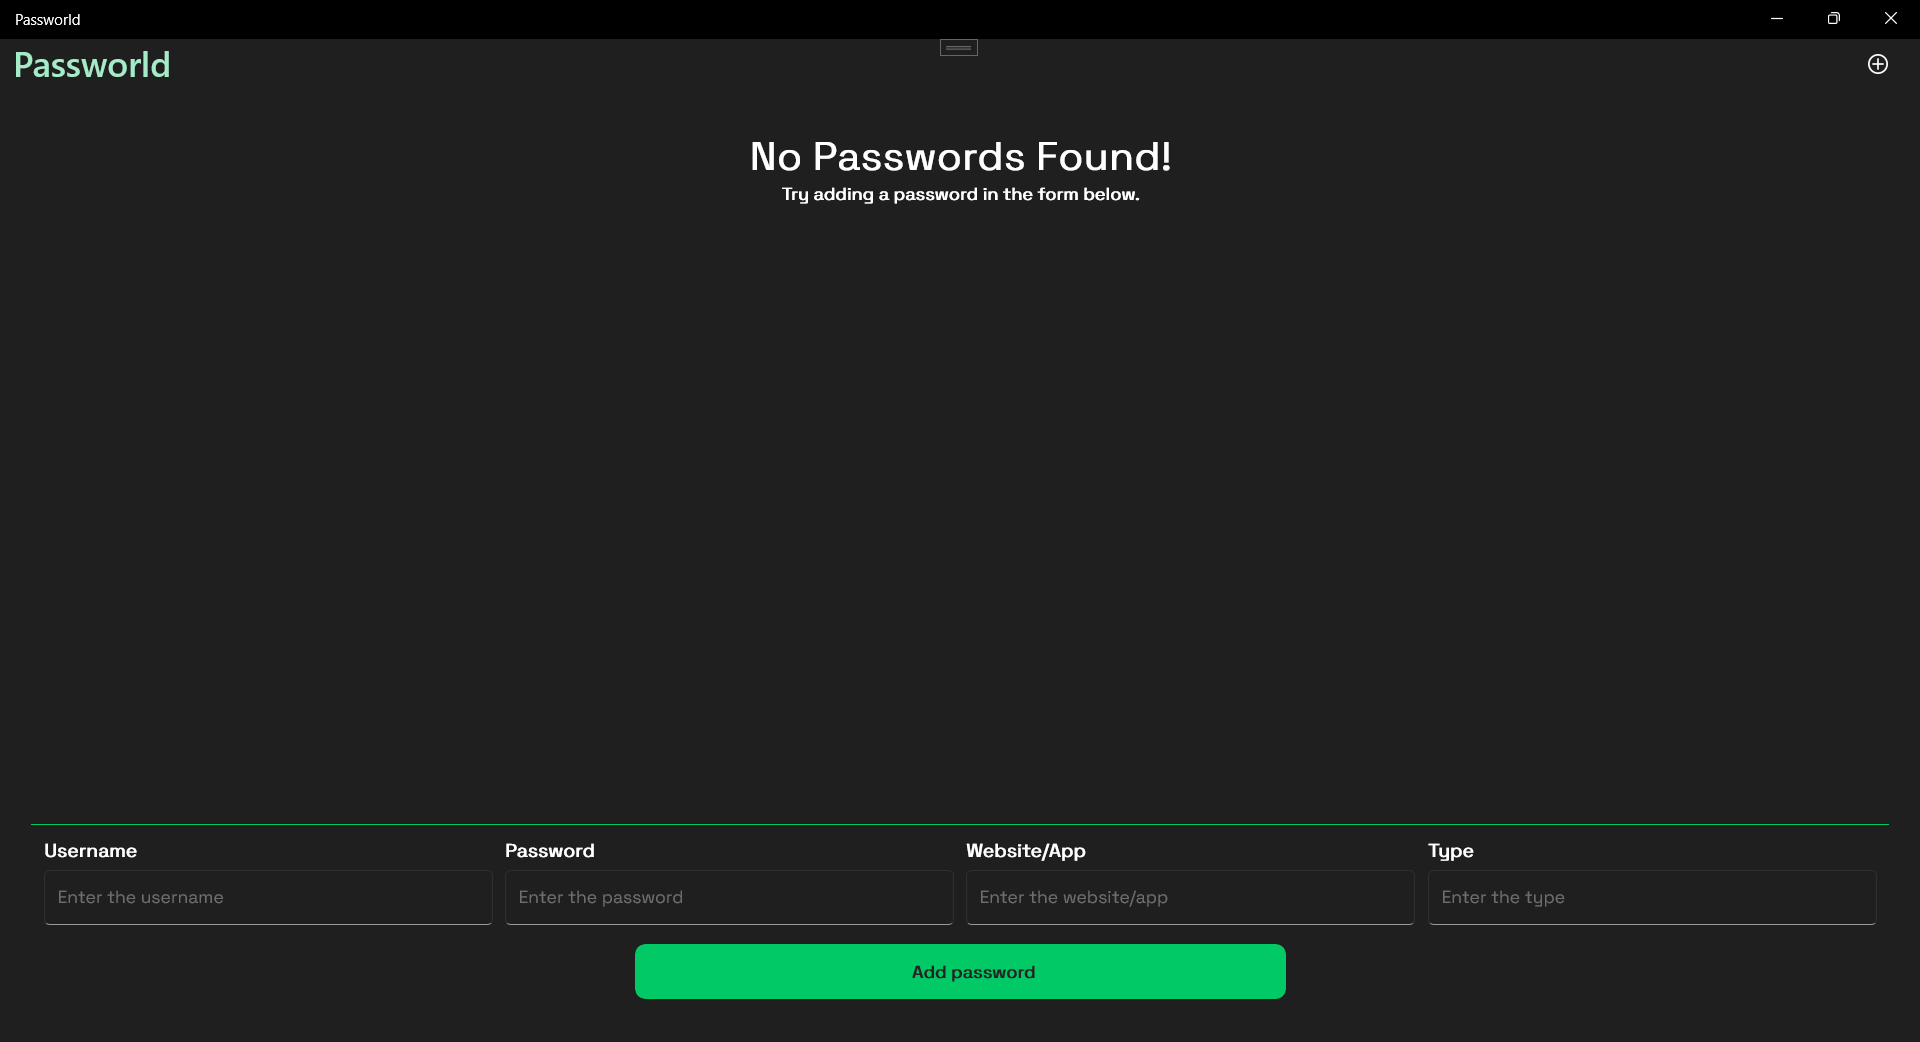 Passworld
Passworld
No Passwords Found!
Try adding a password in the form below.
Username Password Website/App Type
Enter the username Enter the password Enter the website/app Enter the type
Add password